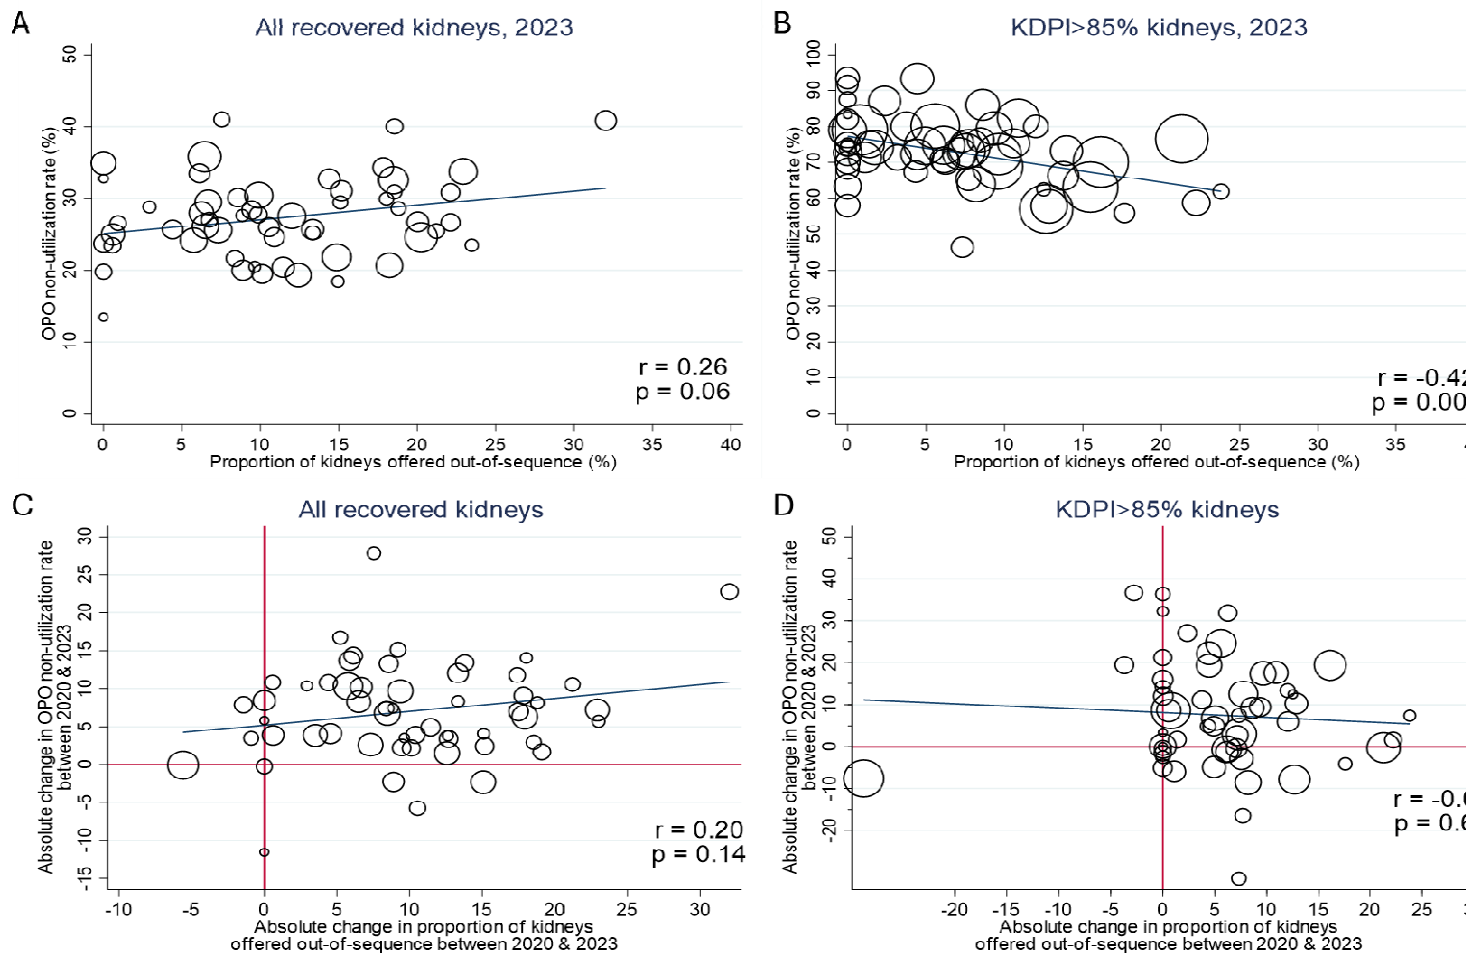 A
All recovered kidneys, 2023
OPO non-utilization rate (%)
50
40
30
20
10
0
0 5 10 15 20 25 30 35 40
Proportion of kidneys offered out-of-sequence (%)
r = 0.26
p = 0.06
B
KDPI>85% kidneys, 2023
OPO non-utilization rate (%)
100
90
80
70
60
50
40
30
20
10
0
0 5 10 15 20 25 30 35
Proportion of kidneys offered out-of-sequence (%)
r = -0.42
p = 0.00
C
All recovered kidneys
Absolute change in OPO non-utilization rate
between 2020 & 2023
30
25
20
15
10
5
0
-5
-10
-15
-10 -5 0 5 10 15 20 25 30
Absolute change in proportion of kidneys
offered out-of-sequence between 2020 & 2023
r = 0.20
p = 0.14
D
KDPI>85% kidneys
Absolute change in OPO non-utilization rate
between 2020 & 2023
50
40
30
20
10
0
-10
-20
-20 -15 -10 -5 0 5 10 15 20 25
Absolute change in proportion of kidneys
offered out-of-sequence between 2020 & 2023
r = -0.
p = 0.6